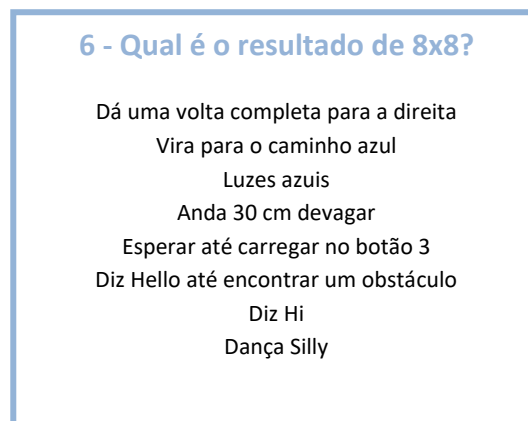 6 - Qual é o resultado de 8x8?
Dá uma volta completa para a direita
Vira para o caminho azul
Luzes azuis
Anda 30 cm devagar
Esperar até carregar no botão 3
Diz Hello até encontrar um obstáculo
Diz Hi
Dança Silly